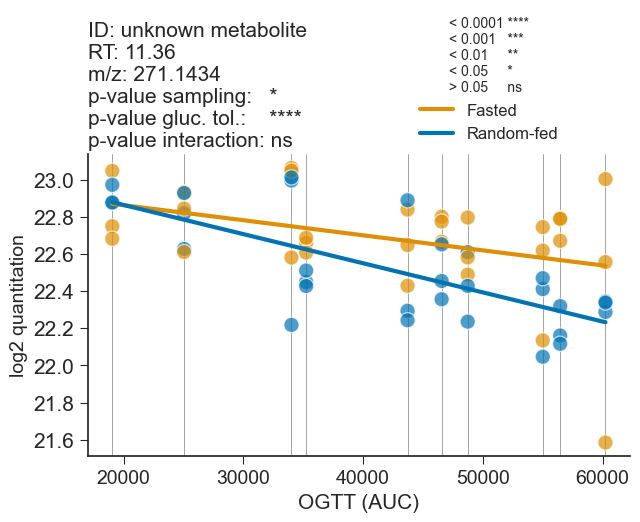 ID: unknown metabolite
RT: 11.36
m/z: 271.1434
p-value sampling: *
p-value gluc. tol.: ****
p-value interaction: ns
< 0.0001 ****
< 0.001 ***
< 0.01 **
< 0.05 *
> 0.05 ns
Fasted
Random-fed
log2 quantitation
23.0
22.8
22.6
22.4
22.2
22.0
21.8
21.6
20000 30000 40000 50000 60000
OGTT (AUC)